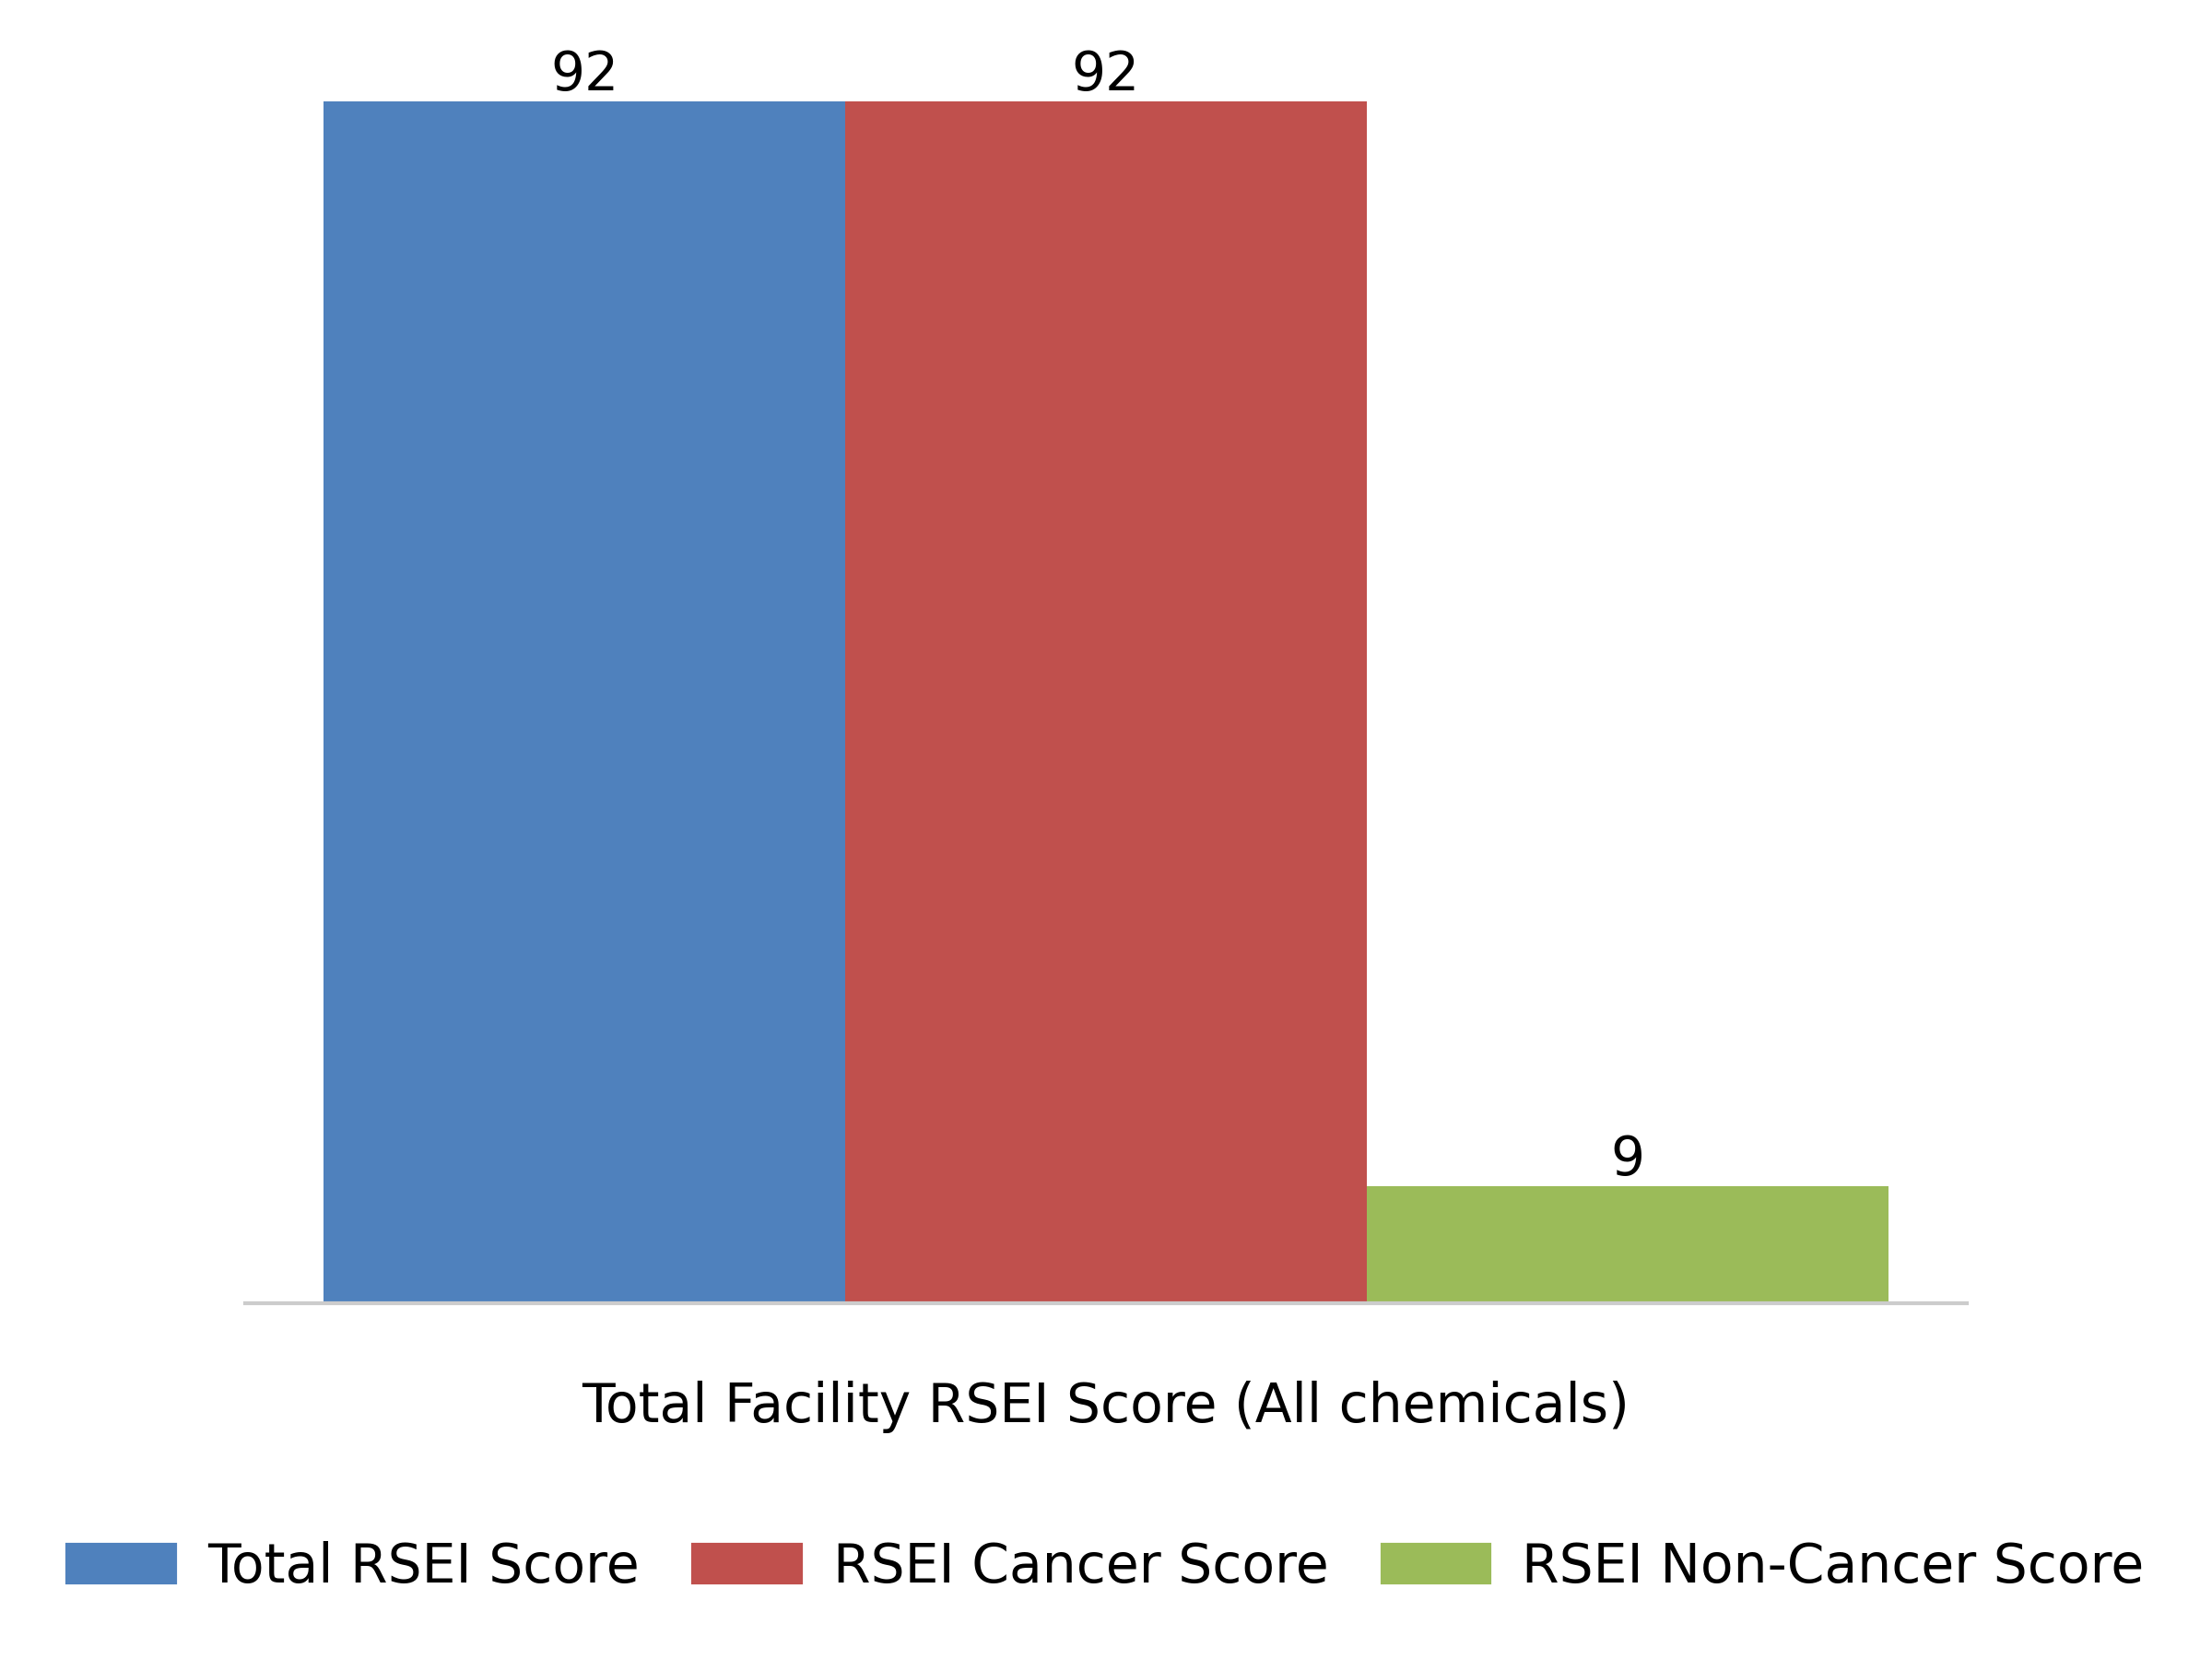 92 92
9
Total Facility RSEI Score (All chemicals)
Total RSEI Score RSEI Cancer Score RSEI Non-Cancer Score